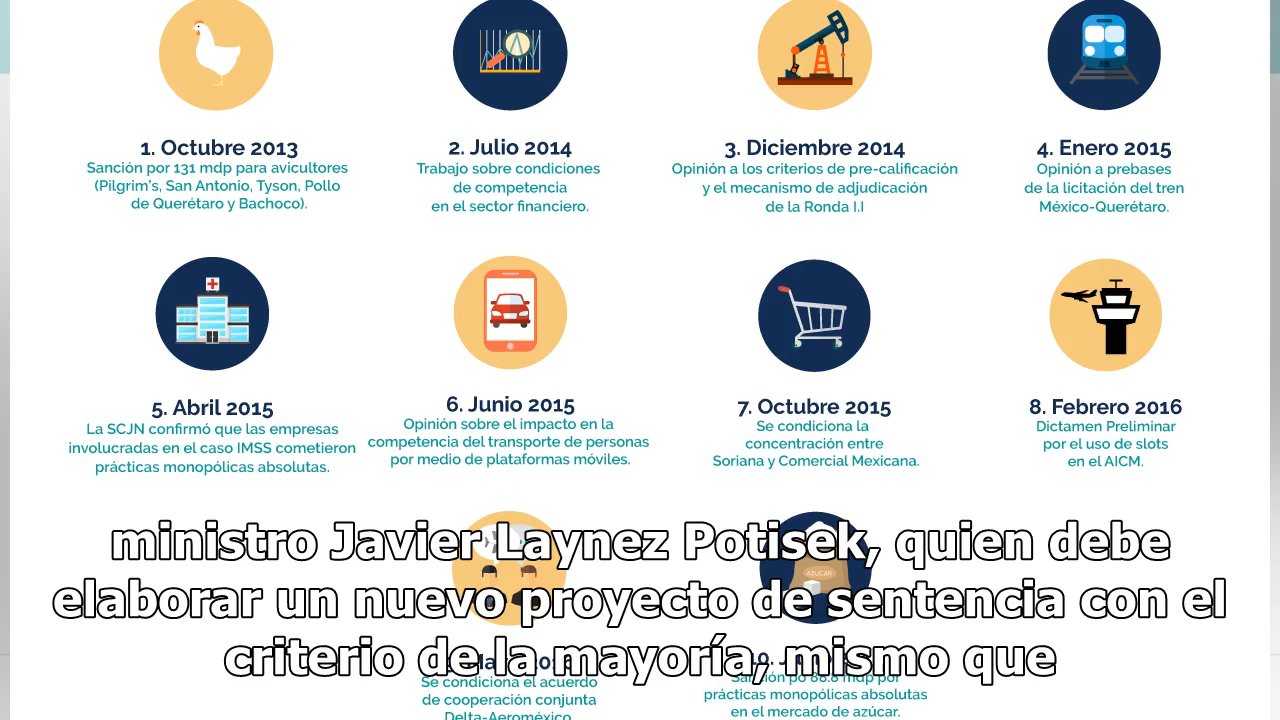 1. Octubre 2013
Sanción por 131 mdp para avicultores
(Pilgrim's, San Antonio, Tyson, Pollo
de Querétaro y Bachoco).
2. Julio 2014
Trabajo sobre condiciones
de competencia
en el sector financiero.
3. Diciembre 2014
Opinión a los criterios de pre-calificación
y el mecanismo de adjudicación
de la Ronda I.I
4. Enero 2015
Opinión a prebases
de la licitación del tren
México-Querétaro.
5. Abril 2015
La SCJN confirmó que las empresas
involucradas en el caso IMSS cometieron
prácticas monopólicas absolutas.
6. Junio 2015
Opinión sobre el impacto en la
competencia del transporte de personas
por medio de plataformas móviles.
7. Octubre 2015
Se condiciona la
concentración entre
Soriana y Comercial Mexicana.
8. Febrero 2016
Dictamen Preliminar
por el uso de slots
en el AICM.
AZÚCAR
ministro Javier Laynez Potisek, quien debe
elaborar un nuevo proyecto de sentencia con el
criterio de la mayoría, mismo que
Se condiciona el acuerdo
de cooperación conjunta
Delta-Aeroméxico
Sanción po 88.8 mdp por
prácticas monopólicas absolutas
en el mercado de azúcar.